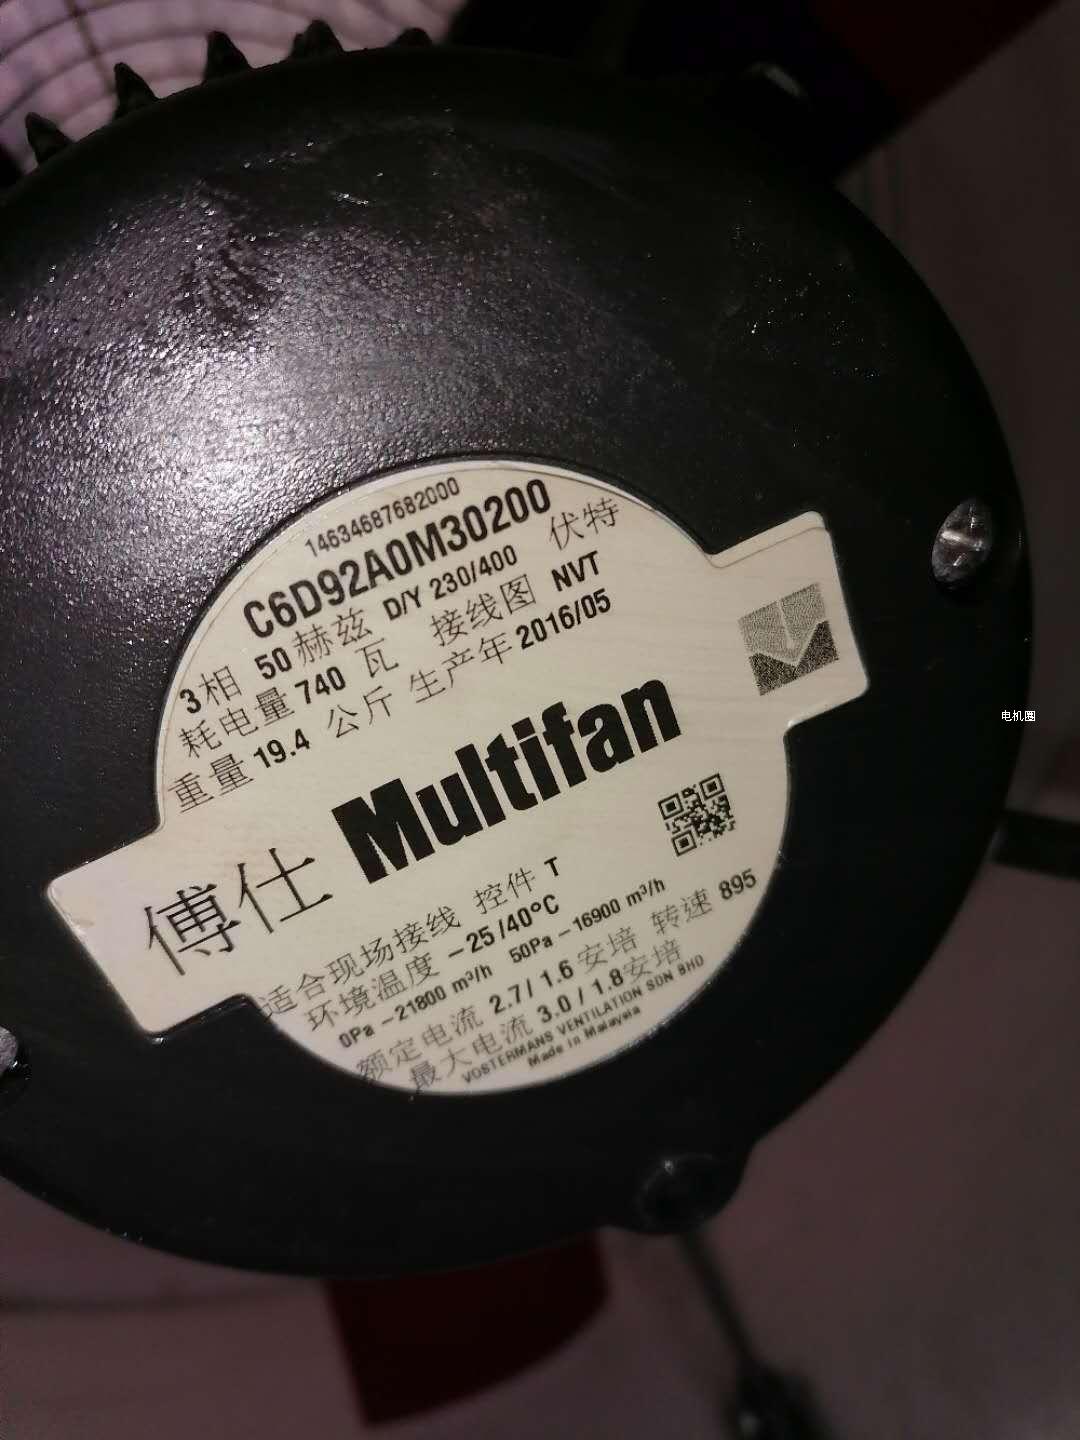 14634687682000
C6D92A0M30200
3相 50赫兹 D/Y 230/400 伏特
耗电量 740 瓦 接线图 NVT
重量 19.4 公斤 生产年 2016/05
傅仕 Multifan
适合现场接线 控件 T
环境温度 -25/40°C
0Pa -21800 m³/h 50Pa -16900 m³/h
额定电流 2.7/ 1.6 安培 转速 895
最大电流 3.0 / 1.8安培
VOSTERMANS VENTILATION SDN BHD
Made in Malaysia
电机圈